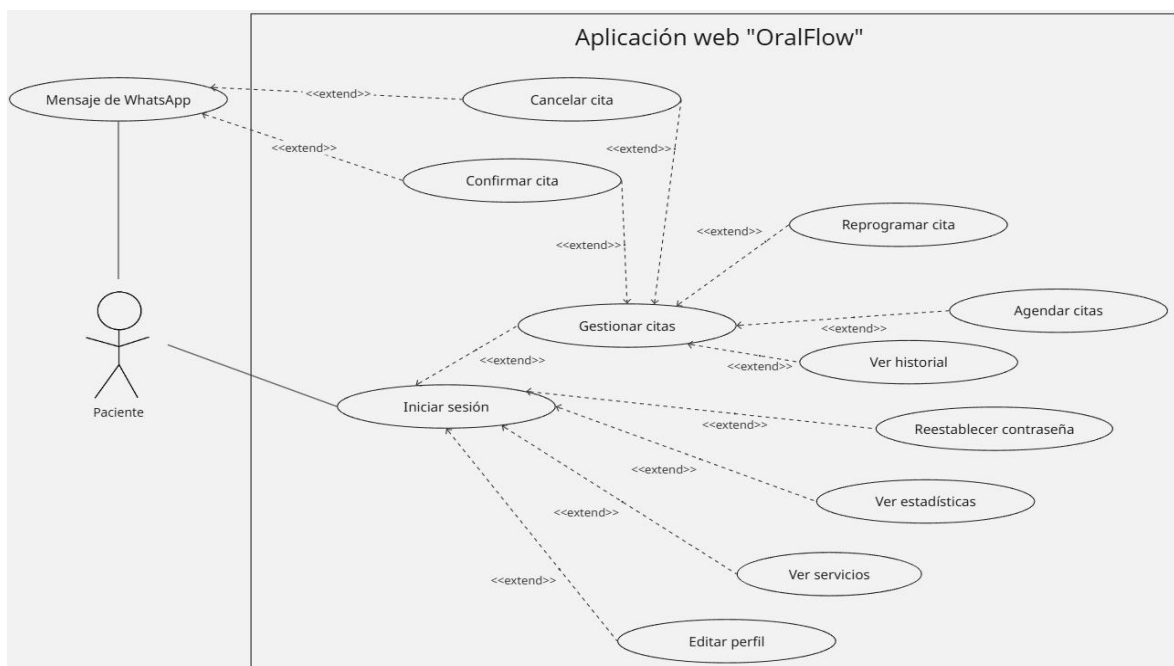 Aplicación web "OralFlow"
Mensaje de WhatsApp
<<extend>>
Cancelar cita
<<extend>>
<<extend>>
Confirmar cita
Reprogramar cita
<<extend>>
<<extend>>
Agendar citas
Gestionar citas
<<extend>>
<<extend>>
<<extend>>
Ver historial
Paciente
Iniciar sesión
<<extend>>
Reestablecer contraseña
<<extend>>
Ver estadísticas
<<extend>>
Ver servicios
<<extend>>
Editar perfil